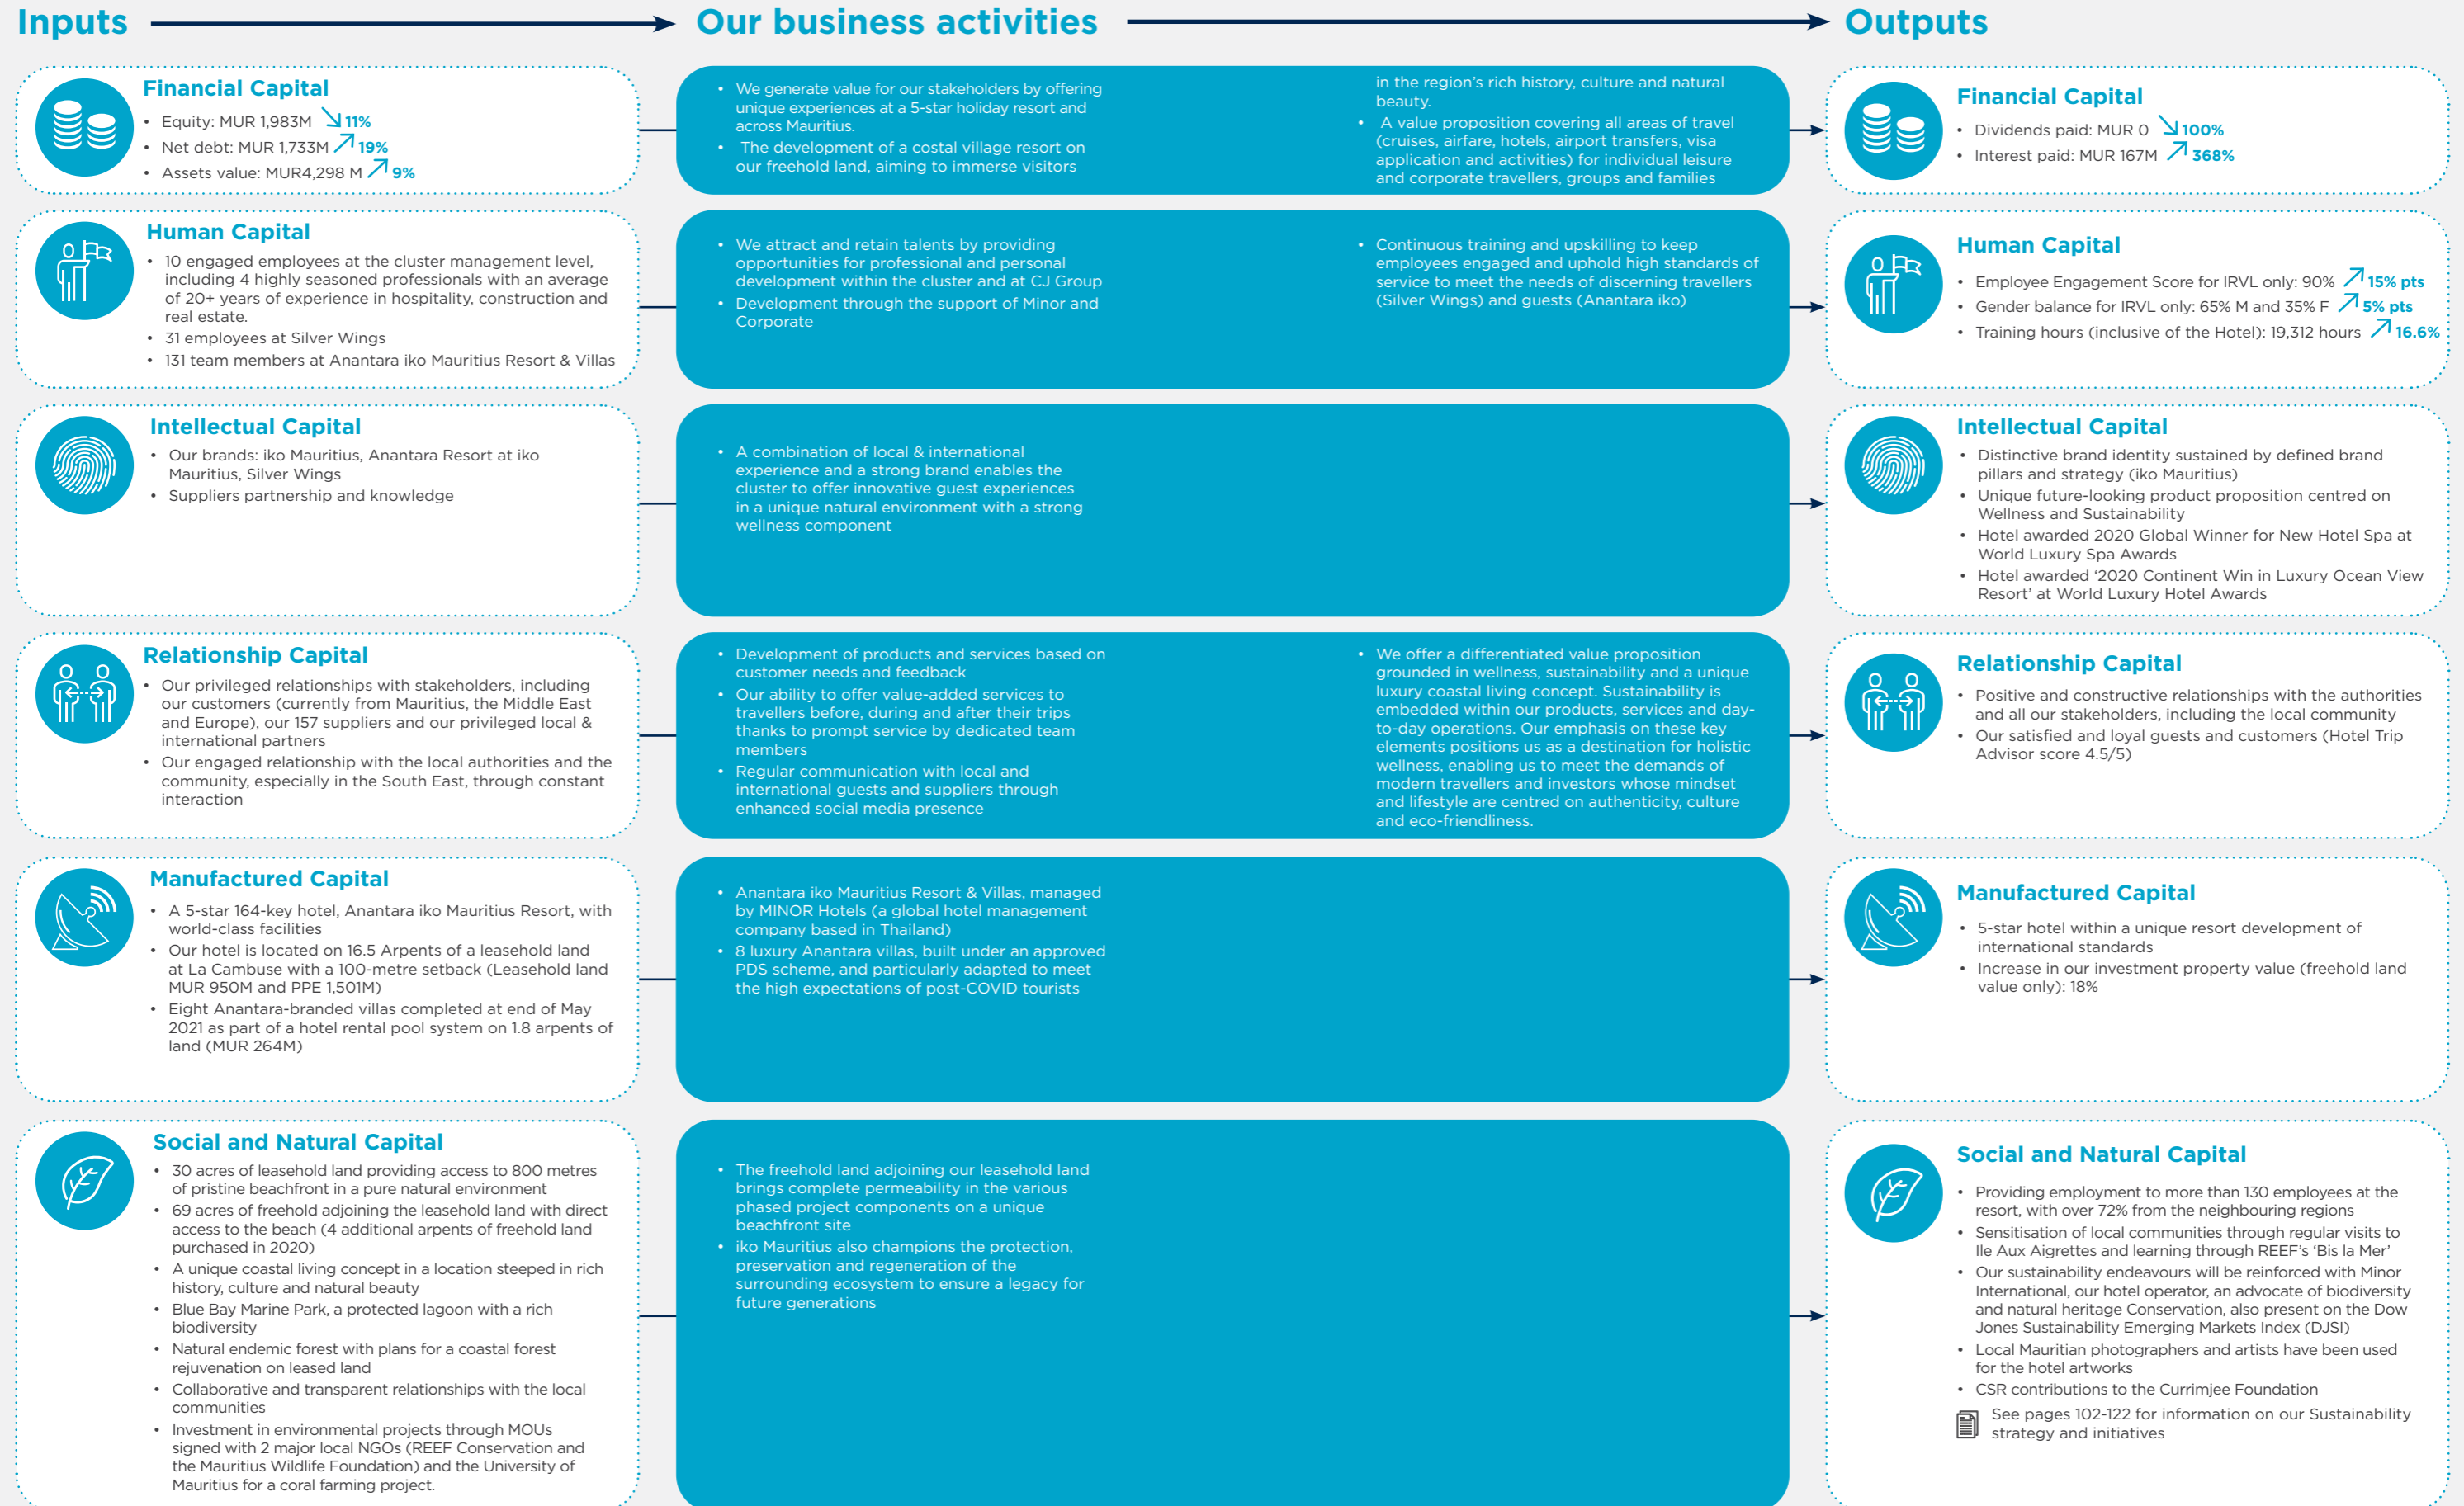 Inputs
Our business activities
Outputs
Financial Capital
• Equity: MUR 1,983M 11%
• Net debt: MUR 1,733M 19%
• Assets value: MUR4,298 M 9%
• We generate value for our stakeholders by offering
unique experiences at a 5-star holiday resort and
across Mauritius.
• The development of a costal village resort on
our freehold land, aiming to immerse visitors
in the region's rich history, culture and natural
beauty.
• A value proposition covering all areas of travel
(cruises, airfare, hotels, airport transfers, visa
application and activities) for individual leisure
and corporate travellers, groups and families
Financial Capital
• Dividends paid: MUR 0 100%
• Interest paid: MUR 167M 368%
Human Capital
• 10 engaged employees at the cluster management level,
including 4 highly seasoned professionals with an average
of 20+ years of experience in hospitality, construction and
real estate.
• 31 employees at Silver Wings
• 131 team members at Anantara iko Mauritius Resort & Villas
• We attract and retain talents by providing
opportunities for professional and personal
development within the cluster and at CJ Group
• Development through the support of Minor and
Corporate
• Continuous training and upskilling to keep
employees engaged and uphold high standards of
service to meet the needs of discerning travellers
(Silver Wings) and guests (Anantara iko)
Human Capital
• Employee Engagement Score for IRVL only: 90% 15% pts
• Gender balance for IRVL only: 65% M and 35% F 5% pts
• Training hours (inclusive of the Hotel): 19,312 hours 16.6%
Intellectual Capital
• Our brands: iko Mauritius, Anantara Resort at iko
Mauritius, Silver Wings
• Suppliers partnership and knowledge
• A combination of local & international
experience and a strong brand enables the
cluster to offer innovative guest experiences
in a unique natural environment with a strong
wellness component
Intellectual Capital
• Distinctive brand identity sustained by defined brand
pillars and strategy (iko Mauritius)
• Unique future-looking product proposition centred on
Wellness and Sustainability
• Hotel awarded 2020 Global Winner for New Hotel Spa at
World Luxury Spa Awards
• Hotel awarded ‘2020 Continent Win in Luxury Ocean View
Resort’ at World Luxury Hotel Awards
Relationship Capital
• Our privileged relationships with stakeholders, including
our customers (currently from Mauritius, the Middle East
and Europe), our 157 suppliers and our privileged local &
international partners
• Our engaged relationship with the local authorities and the
community, especially in the South East, through constant
interaction
• Development of products and services based on
customer needs and feedback
• Our ability to offer value-added services to
travellers before, during and after their trips
thanks to prompt service by dedicated team
members
• Regular communication with local and
international guests and suppliers through
enhanced social media presence
• We offer a differentiated value proposition
grounded in wellness, sustainability and a unique
luxury coastal living concept. Sustainability is
embedded within our products, services and day-
to-day operations. Our emphasis on these key
elements positions us as a destination for holistic
wellness, enabling us to meet the demands of
modern travellers and investors whose mindset
and lifestyle are centred on authenticity, culture
and eco-friendliness.
Relationship Capital
• Positive and constructive relationships with the authorities
and all our stakeholders, including the local community
• Our satisfied and loyal guests and customers (Hotel Trip
Advisor score 4.5/5)
Manufactured Capital
• A 5-star 164-key hotel, Anantara iko Mauritius Resort, with
world-class facilities
• Our hotel is located on 16.5 Arpents of a leasehold land
at La Cambuse with a 100-metre setback (Leasehold land
MUR 950M and PPE 1,501M)
• Eight Anantara-branded villas completed at end of May
2021 as part of a hotel rental pool system on 1.8 arpents of
land (MUR 264M)
• Anantara iko Mauritius Resort & Villas, managed
by MINOR Hotels (a global hotel management
company based in Thailand)
• 8 luxury Anantara villas, built under an approved
PDS scheme, and particularly adapted to meet
the high expectations of post-COVID tourists
Manufactured Capital
• 5-star hotel within a unique resort development of
international standards
• Increase in our investment property value (freehold land
value only): 18%
Social and Natural Capital
• 30 acres of leasehold land providing access to 800 metres
of pristine beachfront in a pure natural environment
• 69 acres of freehold adjoining the leasehold land with direct
access to the beach (4 additional arpents of freehold land
purchased in 2020)
• A unique coastal living concept in a location steeped in rich
history, culture and natural beauty
• Blue Bay Marine Park, a protected lagoon with a rich
biodiversity
• Natural endemic forest with plans for a coastal forest
rejuvenation on leased land
• Collaborative and transparent relationships with the local
communities
• Investment in environmental projects through MOUs
signed with 2 major local NGOs (REEF Conservation and
the Mauritius Wildlife Foundation) and the University of
Mauritius for a coral farming project.
• The freehold land adjoining our leasehold land
brings complete permeability in the various
phased project components on a unique
beachfront site
• iko Mauritius also champions the protection,
preservation and regeneration of the
surrounding ecosystem to ensure a legacy for
future generations
Social and Natural Capital
• Providing employment to more than 130 employees at the
resort, with over 72% from the neighbouring regions
• Sensitisation of local communities through regular visits to
Ile Aux Aigrettes and learning through REEF's ‘Bis la Mer’
• Our sustainability endeavours will be reinforced with Minor
International, our hotel operator, an advocate of biodiversity
and natural heritage Conservation, also present on the Dow
Jones Sustainability Emerging Markets Index (DJSI)
• Local Mauritian photographers and artists have been used
for the hotel artworks
• CSR contributions to the Currimjee Foundation
See pages 102-122 for information on our Sustainability
strategy and initiatives